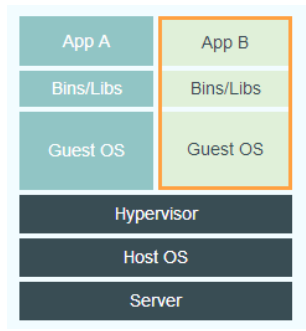 App A App B
Bins/Libs Bins/Libs
Guest OS Guest OS
Hypervisor
Host OS
Server